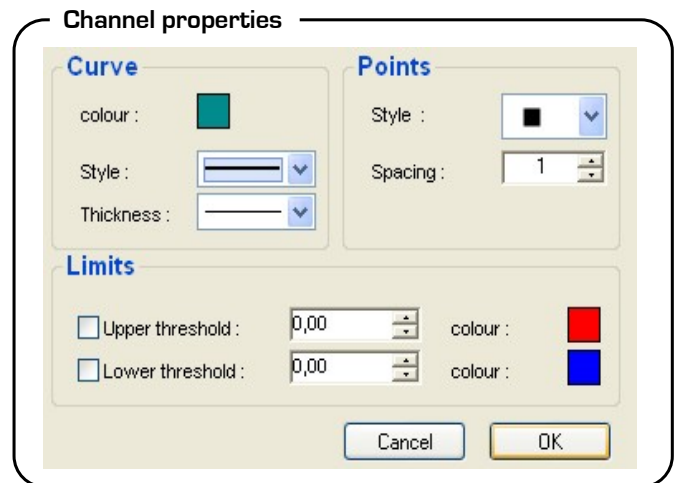 Channel properties
Curve
colour :
Style :
Thickness :
Points
Style :
Spacing : 1
Limits
Upper threshold : 0,00 colour :
Lower threshold : 0,00 colour :
Cancel OK